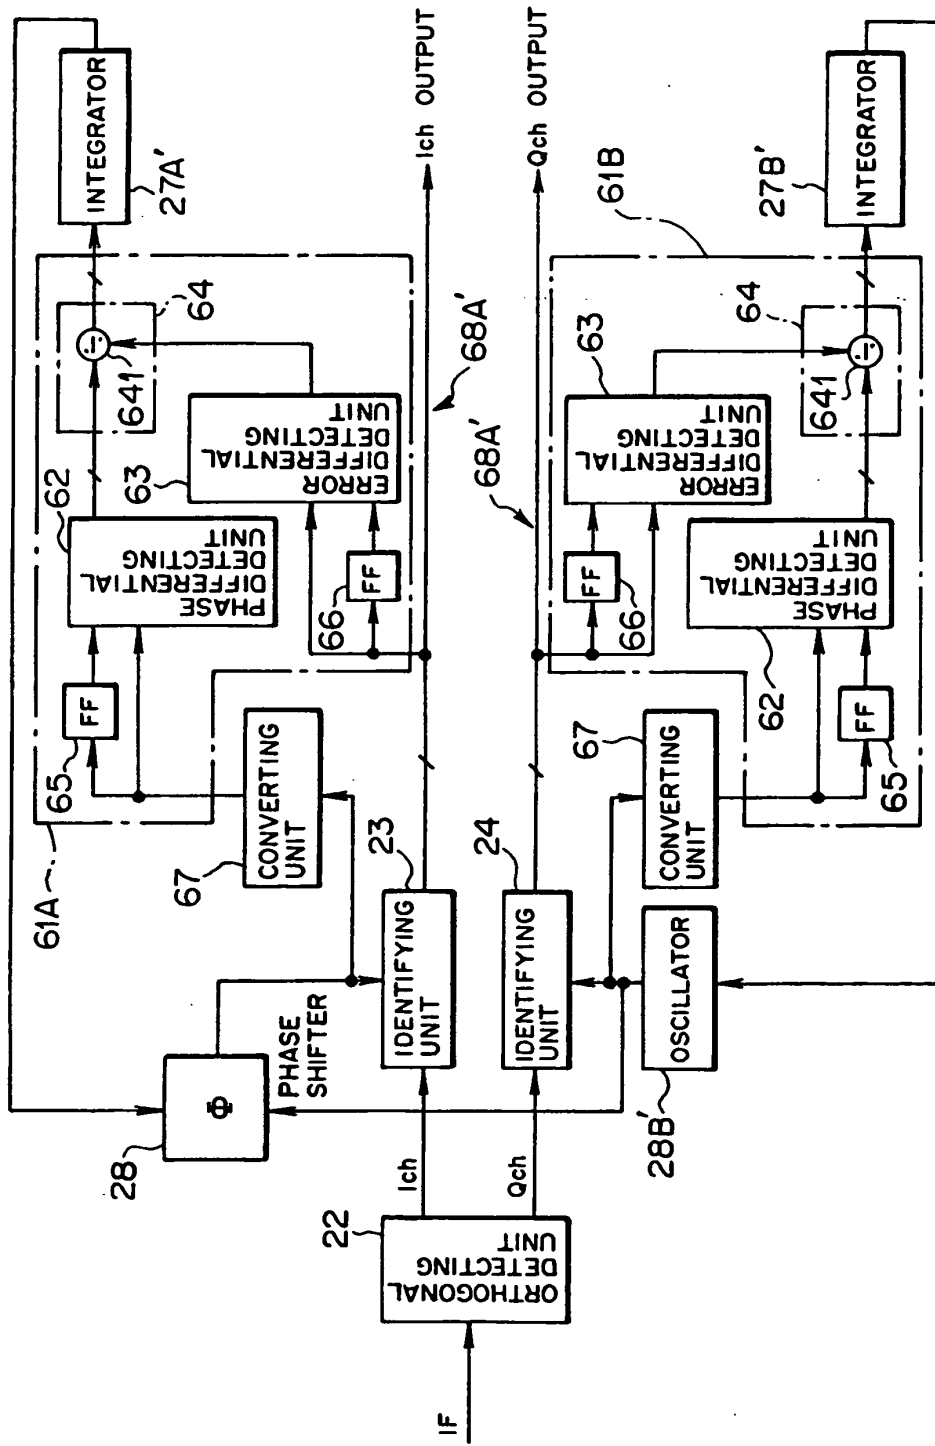 IF
22
ORTHOGONAL
DETECTING
UNIT
Ich
Qch
28
Φ
PHASE
SHIFTER
IDENTIFYING
UNIT
23
IDENTIFYING
UNIT
24
OSCILLATOR
28B'
67
CONVERTING
UNIT
67
CONVERTING
UNIT
61A
65
FF
62
PHASE
DIFFERENTIAL
DETECTING
UNIT
66
FF
63
ERROR
DIFFERENTIAL
DETECTING
UNIT
÷
641
64
INTEGRATOR
27A'
Ich OUTPUT
68A'
68A'
Qch OUTPUT
61B
FF
66
63
ERROR
DIFFERENTIAL
DETECTING
UNIT
62
PHASE
DIFFERENTIAL
DETECTING
UNIT
FF
65
64
641
÷
27B'
INTEGRATOR